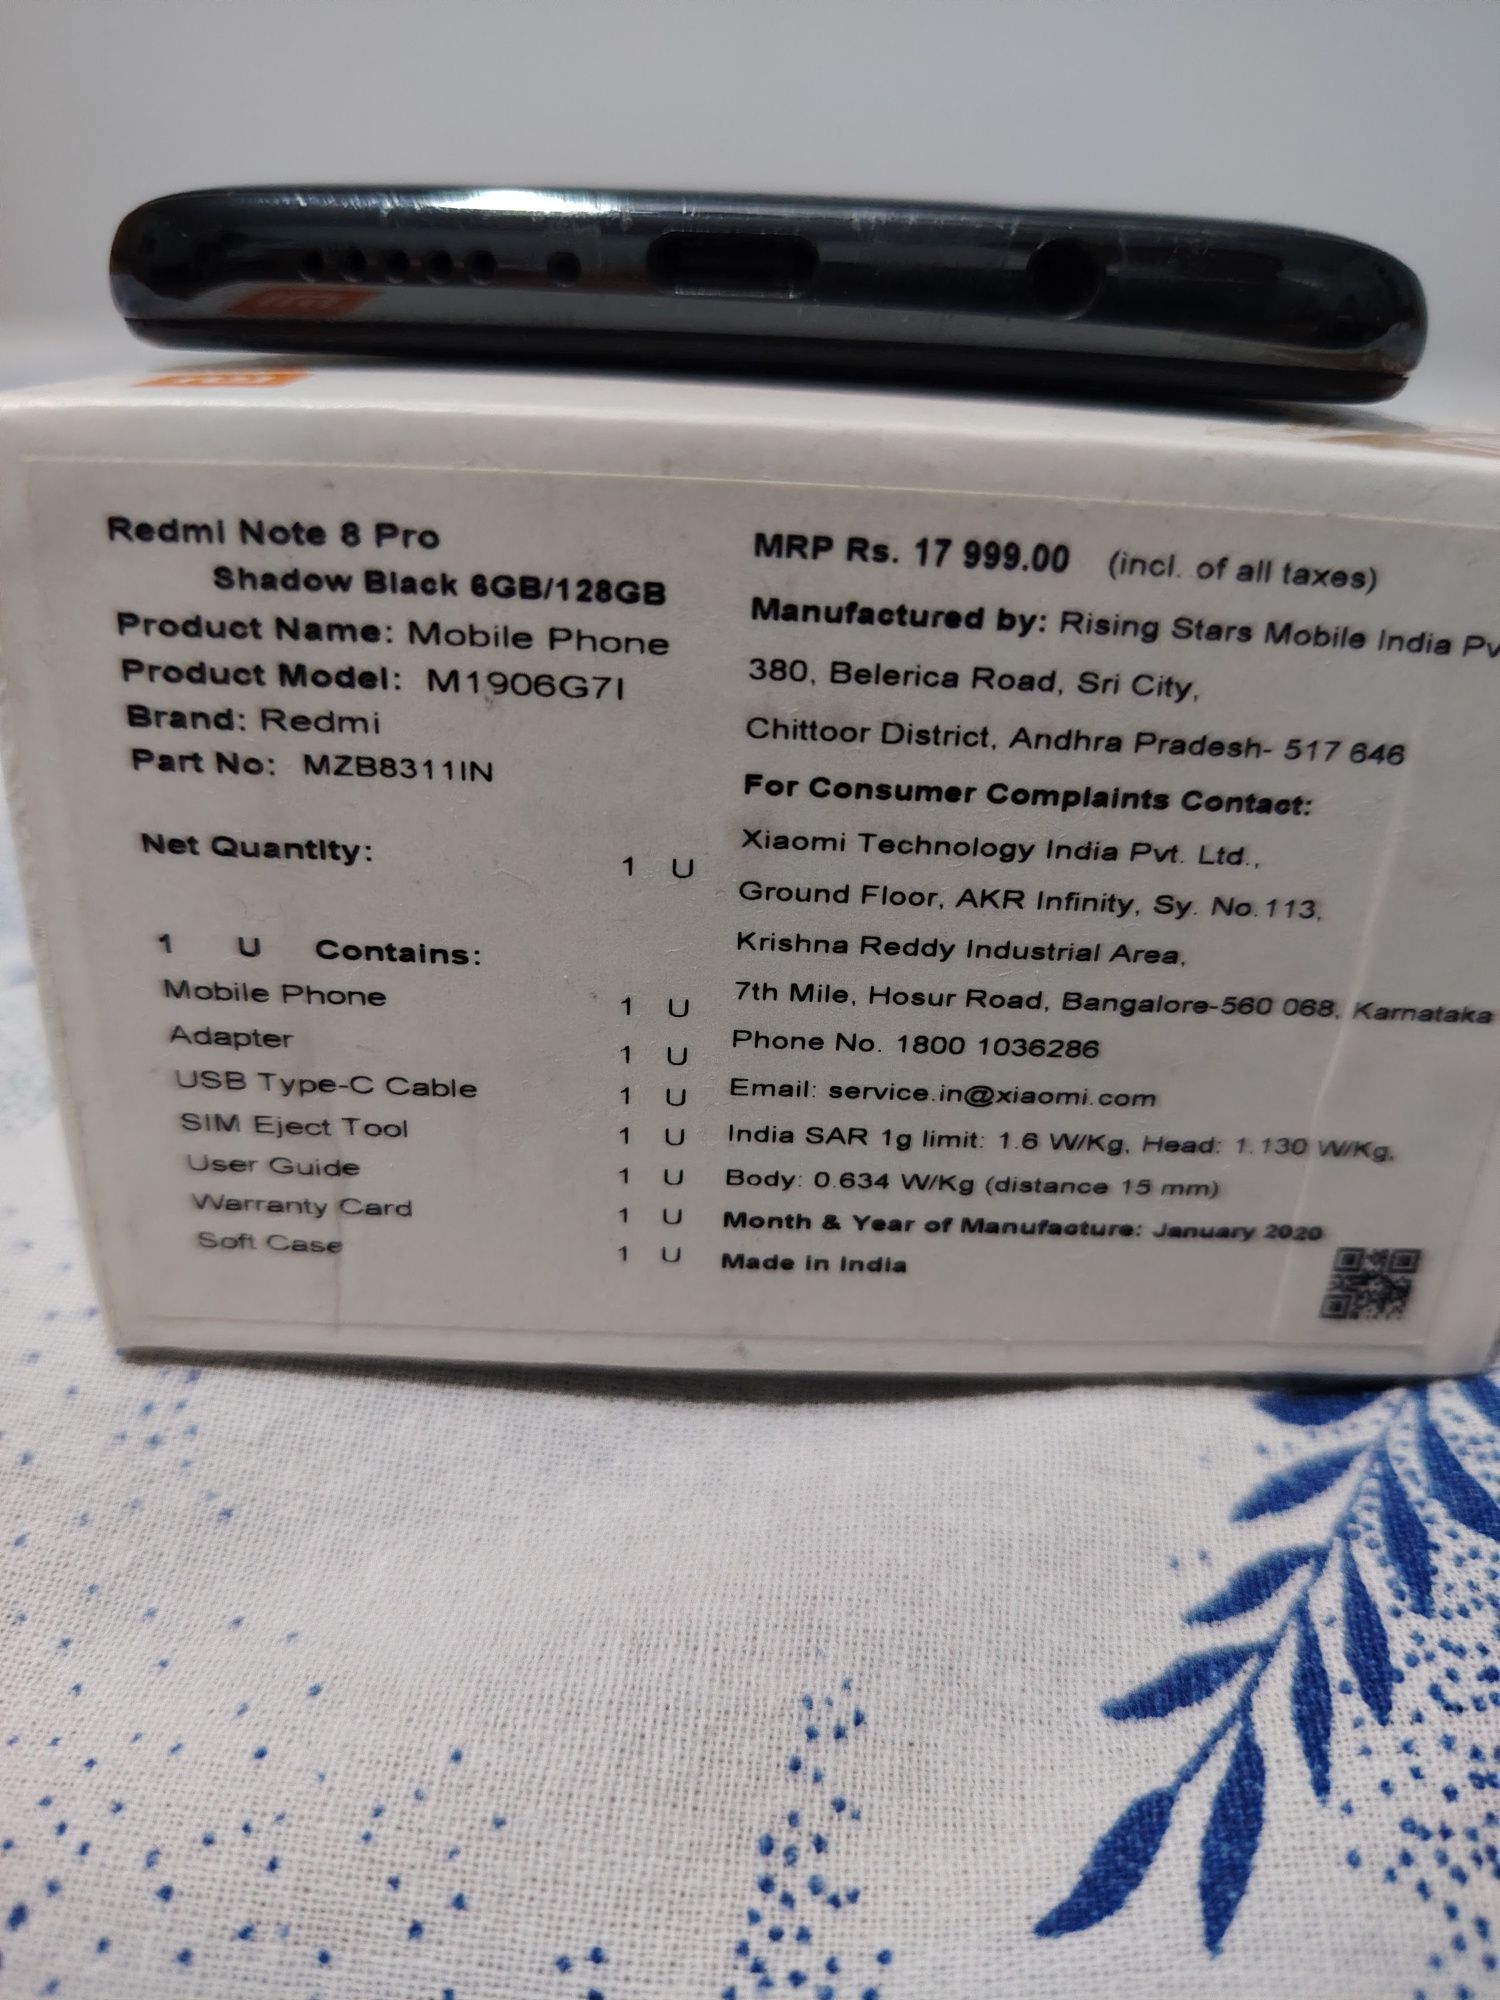 Redmi Note 8 Pro
Shadow Black 6GB/128GB
Product Name: Mobile Phone
Product Model: M1906G7I
Brand: Redmi
Part No: MZB8311IN
Net Quantity: 1 U
1 U Contains:
Mobile Phone 1 U
Adapter 1 U
USB Type-C Cable 1 U
SIM Eject Tool 1 U
User Guide 1 U
Warranty Card 1 U
Soft Case 1 U
MRP Rs. 17 999.00 (incl. of all taxes)
Manufactured by: Rising Stars Mobile India
380, Belerica Road, Sri City,
Chittoor District, Andhra Pradesh- 517 646
For Consumer Complaints Contact:
Xiaomi Technology India Pvt. Ltd.,
Ground Floor, AKR Infinity, Sy. No.113,
Krishna Reddy Industrial Area,
7th Mile, Hosur Road, Bangalore-560 068, Karnataka
Phone No. 1800 1036286
Email: service.in@xiaomi.com
India SAR 1g limit: 1.6 W/Kg, Head: 1.130 W/Kg,
Body: 0.634 W/Kg (distance 15 mm)
Month & Year of Manufacture: January 2020
Made in India